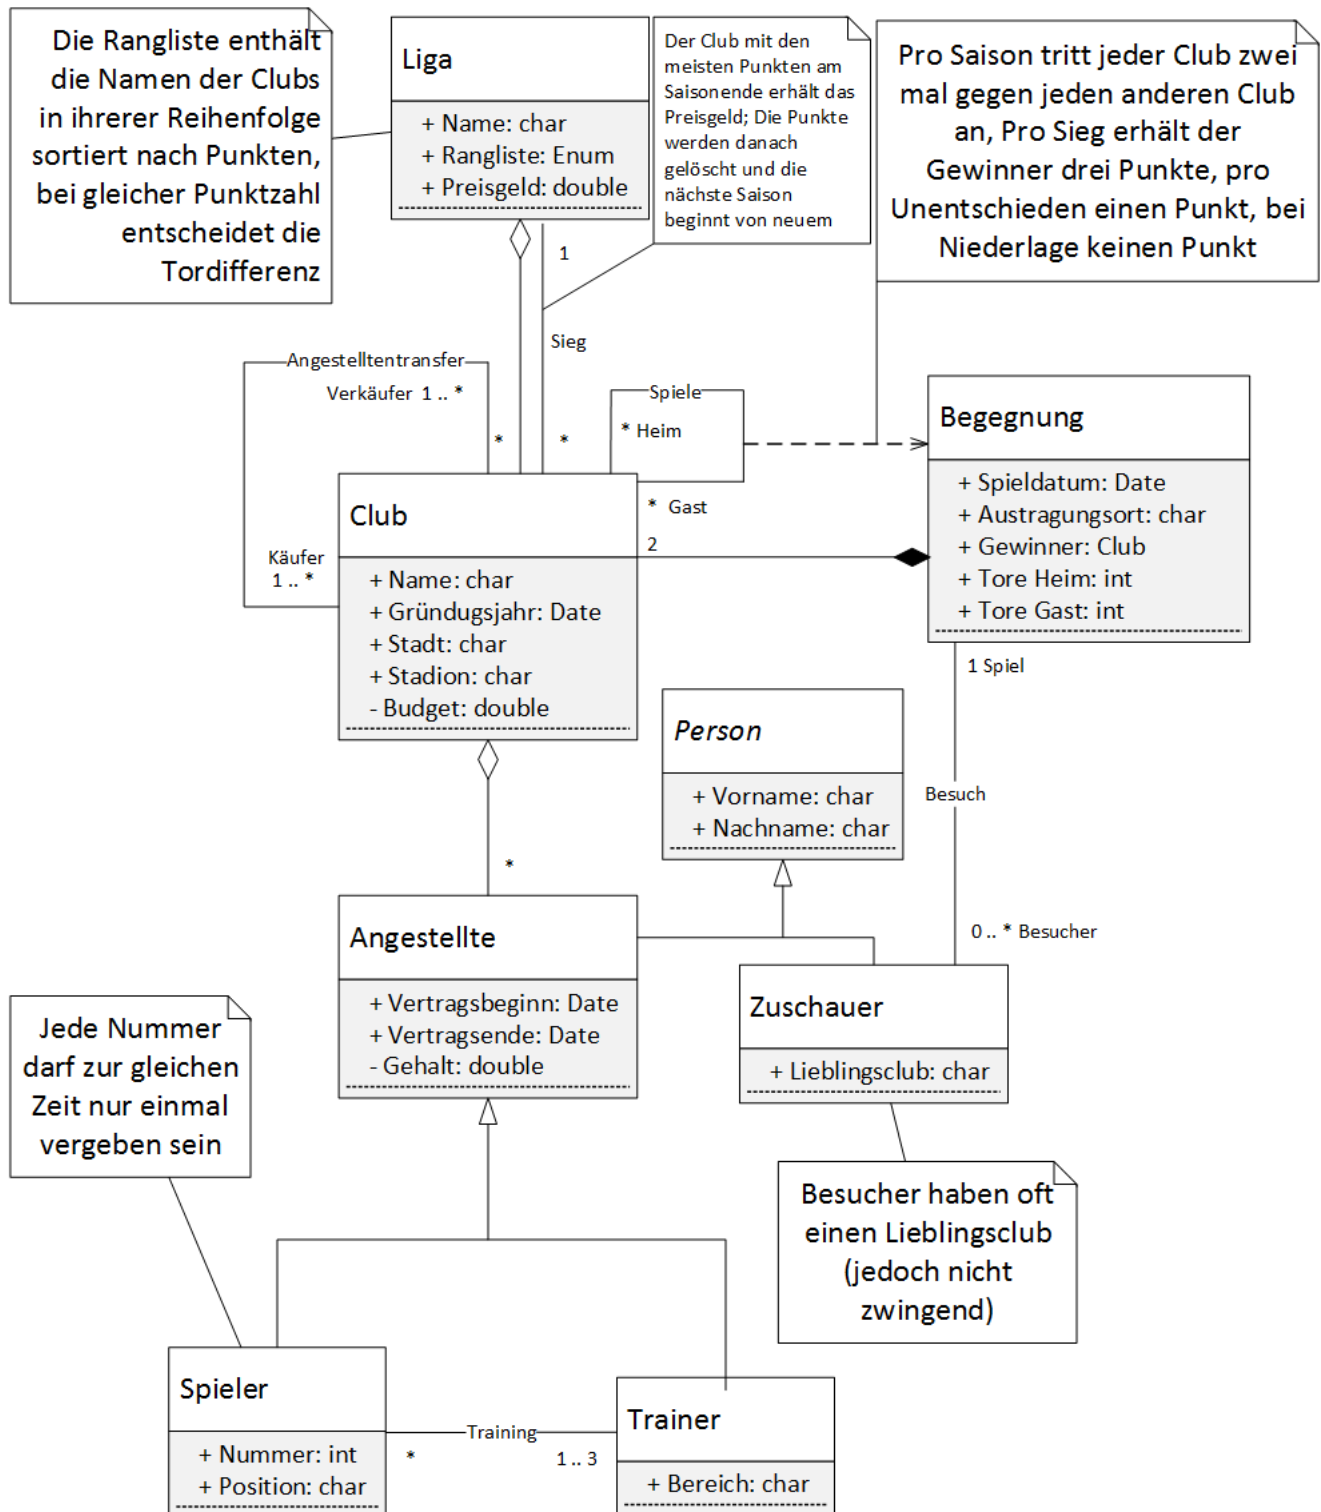 Die Rangliste enthält
die Namen der Clubs
in ihrerer Reihenfolge
sortiert nach Punkten,
bei gleicher Punktzahl
entscheidet die
Tordifferenz
Liga
+ Name: char
+ Rangliste: Enum
+ Preisgeld: double
Der Club mit den
meisten Punkten am
Saisonende erhält das
Preisgeld; Die Punkte
werden danach
gelöscht und die
nächste Saison
beginnt von neuem
Pro Saison tritt jeder Club zwei
mal gegen jeden anderen Club
an, Pro Sieg erhält der
Gewinner drei Punkte, pro
Unentschieden einen Punkt, bei
Niederlage keinen Punkt
1
Sieg
*
*
Angestelltentransfer
Verkäufer 1 .. *
Käufer
1 .. *
Spiele
* Heim
* Gast
2
Begegnung
+ Spieldatum: Date
+ Austragungsort: char
+ Gewinner: Club
+ Tore Heim: int
+ Tore Gast: int
Club
+ Name: char
+ Gründugsjahr: Date
+ Stadt: char
+ Stadion: char
- Budget: double
1 Spiel
Besuch
0 .. * Besucher
Person
+ Vorname: char
+ Nachname: char
*
Angestellte
+ Vertragsbeginn: Date
+ Vertragsende: Date
- Gehalt: double
Zuschauer
+ Lieblingsclub: char
Jede Nummer
darf zur gleichen
Zeit nur einmal
vergeben sein
Besucher haben oft
einen Lieblingsclub
(jedoch nicht
zwingend)
Spieler
+ Nummer: int
+ Position: char
Training
*
1 .. 3
Trainer
+ Bereich: char